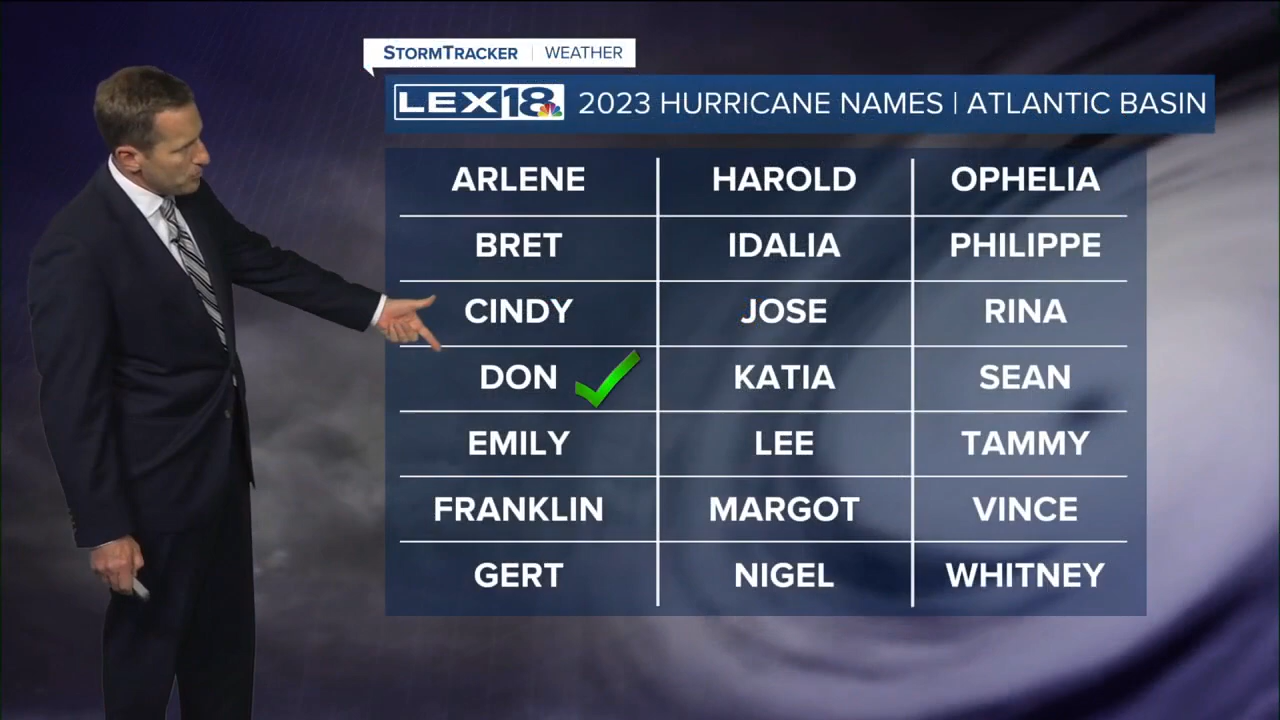 STORMTRACKER | WEATHER
LEX18 2023 HURRICANE NAMES | ATLANTIC BASIN
ARLENE HAROLD OPHELIA
BRET IDALIA PHILIPPE
CINDY JOSE RINA
DON KATIA SEAN
EMILY LEE TAMMY
FRANKLIN MARGOT VINCE
GERT NIGEL WHITNEY